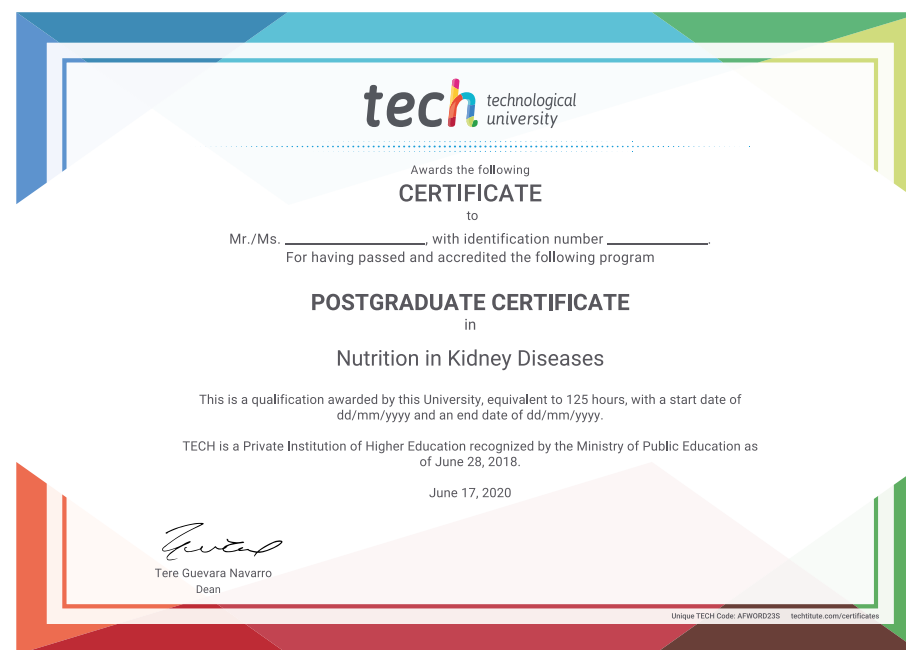 tech technological
university
Awards the following
CERTIFICATE
to
Mr./Ms. ____________________, with identification number ______________.
For having passed and accredited the following program
POSTGRADUATE CERTIFICATE
in
Nutrition in Kidney Diseases
This is a qualification awarded by this University, equivalent to 125 hours, with a start date of
dd/mm/yyyy and an end date of dd/mm/yyyy.
TECH is a Private Institution of Higher Education recognized by the Ministry of Public Education as
of June 28, 2018.
June 17, 2020
Tere Guevara Navarro
Dean
Unique TECH Code: AFWORD23S techtitute.com/certificates